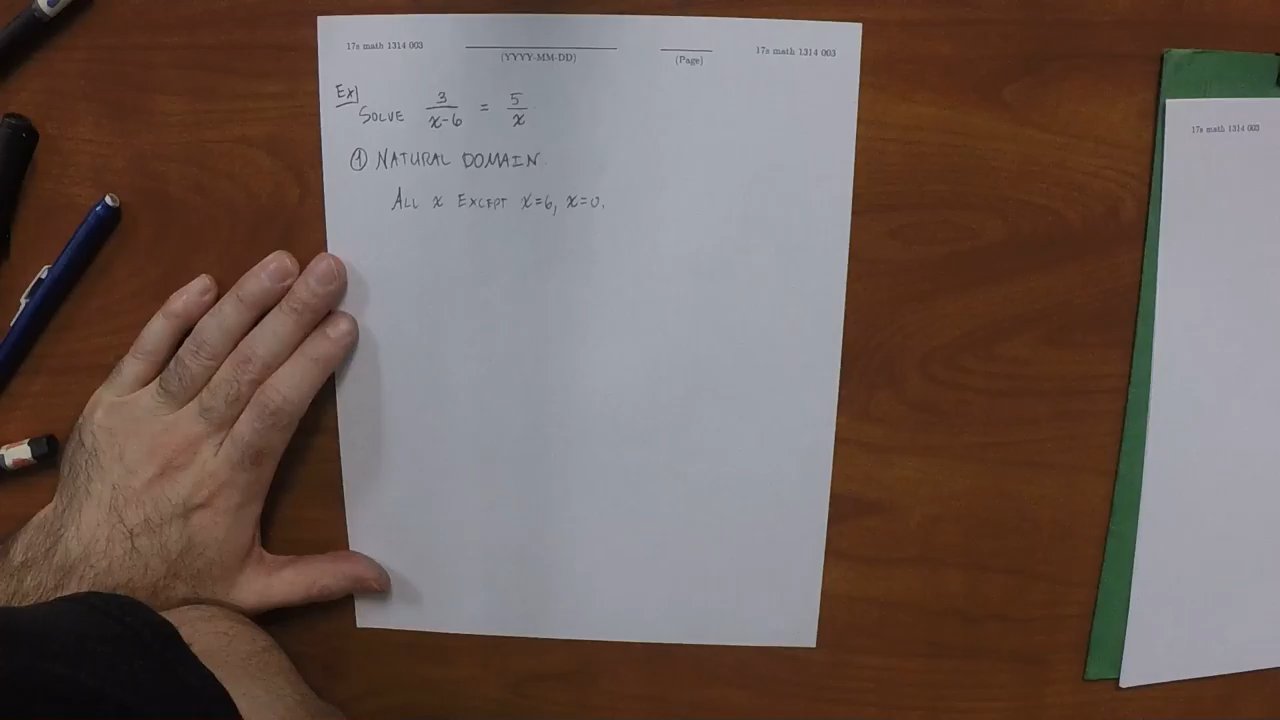 17s math 1314 003 (YYYY-MM-DD) (Page) 17s math 1314 003
Ex]
SOLVE 3/(x-6) = 5/x
① NATURAL DOMAIN.
ALL x EXCEPT x=6, x=0.
17s math 1314 003